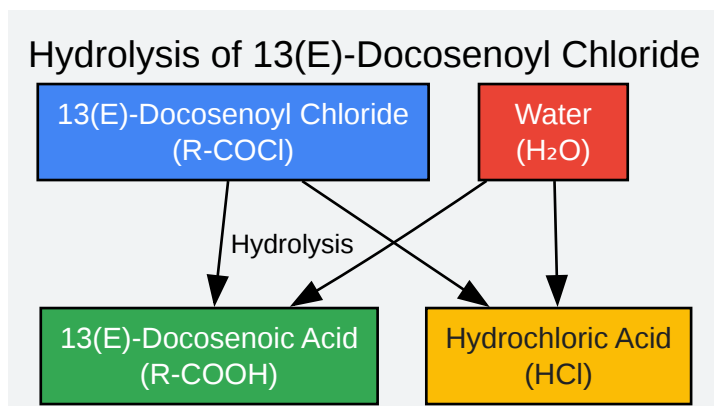 Hydrolysis of 13(E)-Docosenoyl Chloride
13(E)-Docosenoyl Chloride
(R-COCl)
Water
(H₂O)
Hydrolysis
13(E)-Docosenoic Acid
(R-COOH)
Hydrochloric Acid
(HCl)